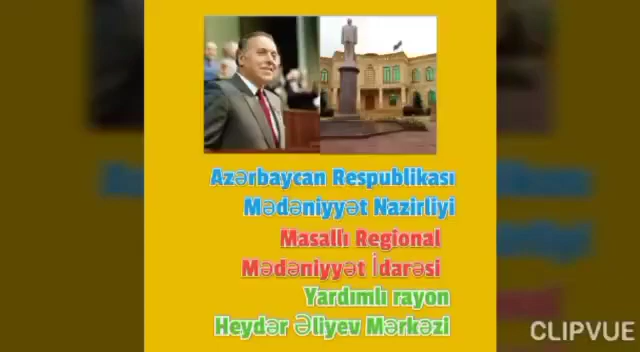 Azərbaycan Respublikası
Mədəniyyət Nazirliyi
Masallı Regional
Mədəniyyət İdarəsi
Yardımlı rayon
Heydər Əliyev Mərkəzi
CLIPVUE